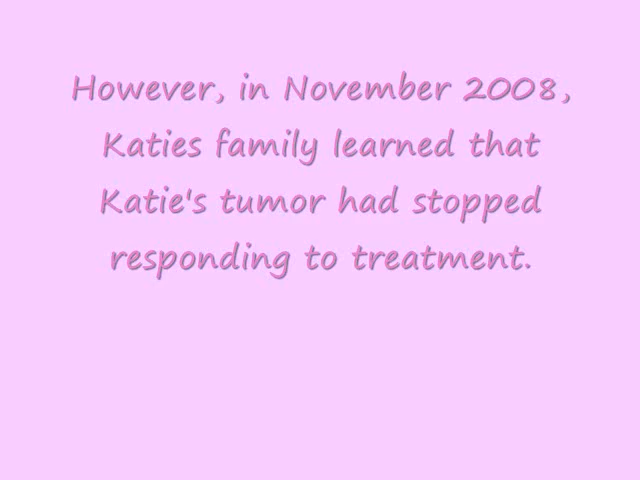 However, in November 2008,
Katies family learned that
Katie's tumor had stopped
responding to treatment.